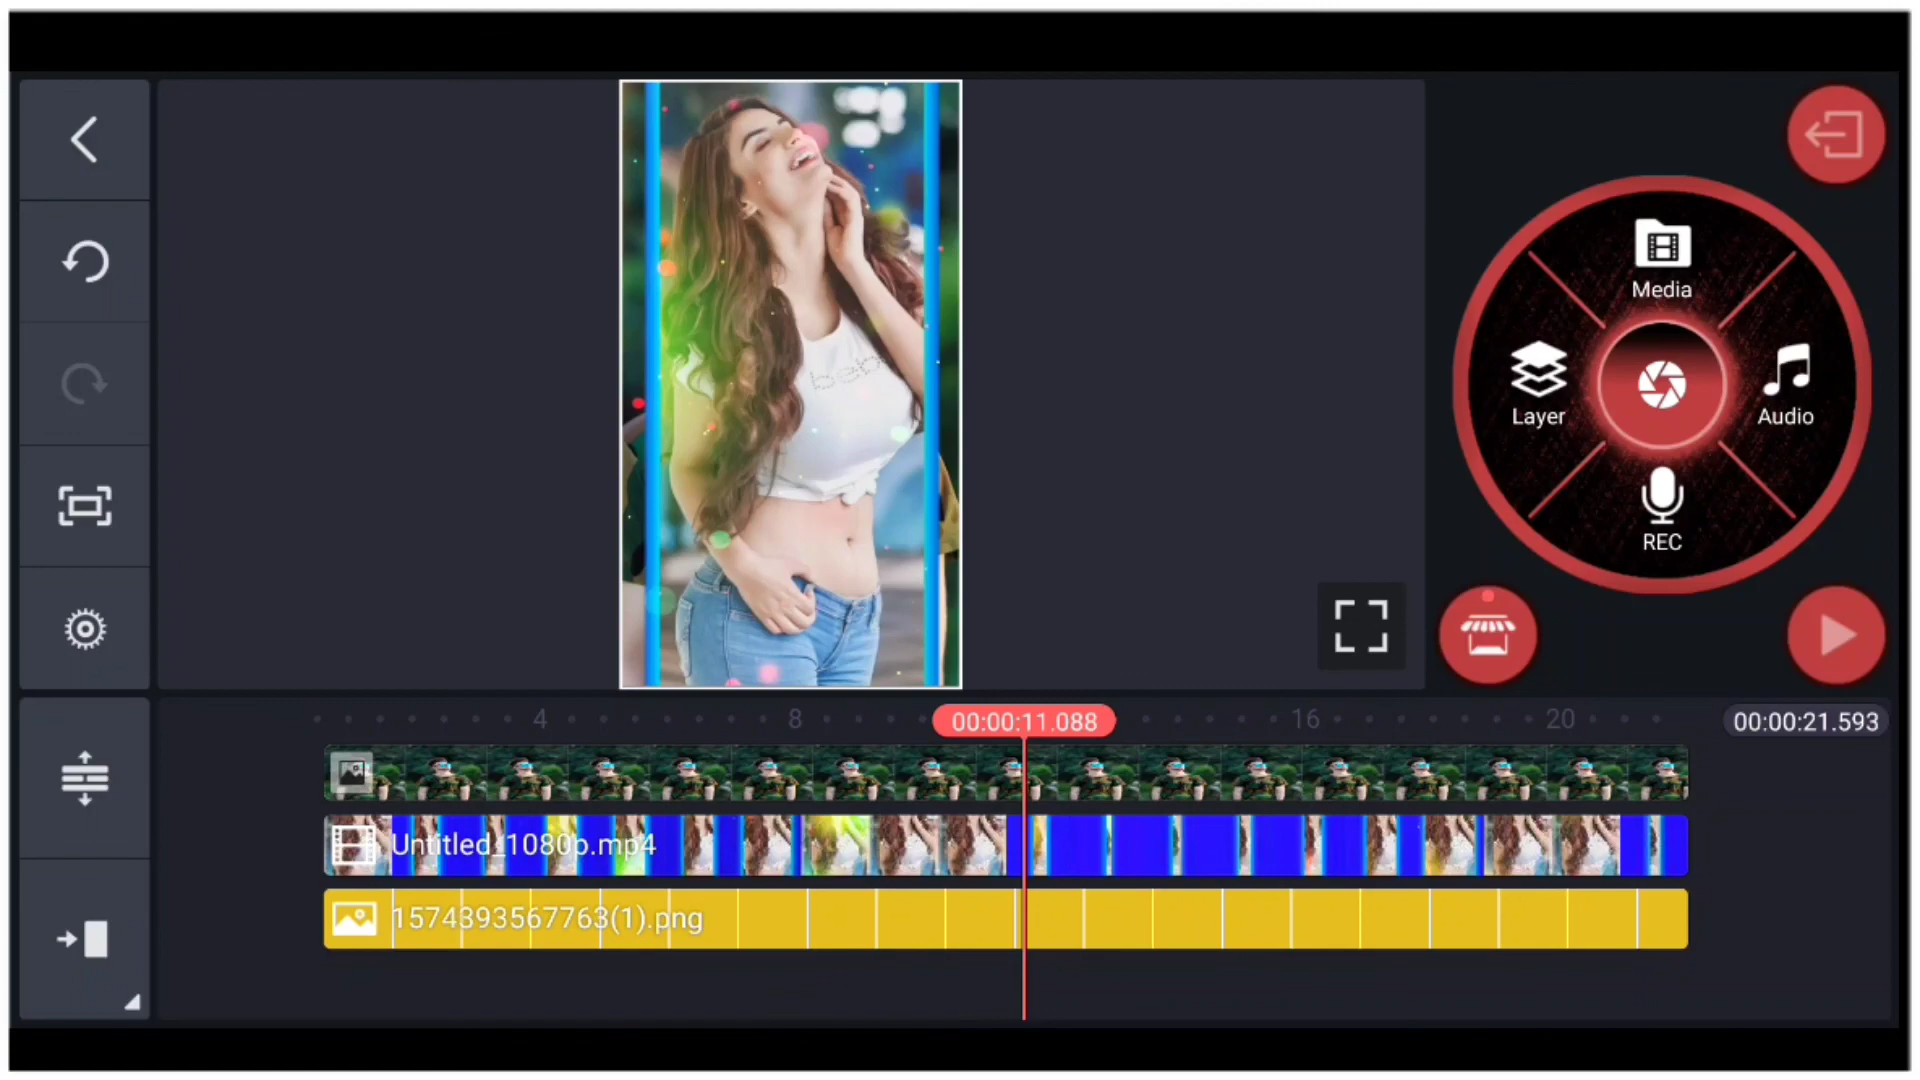 Media
Layer
Audio
REC
beb
4
8
00:00:11.088
16
20
00:00:21.593
Untitled_1080p.mp4
1574393567763(1).png